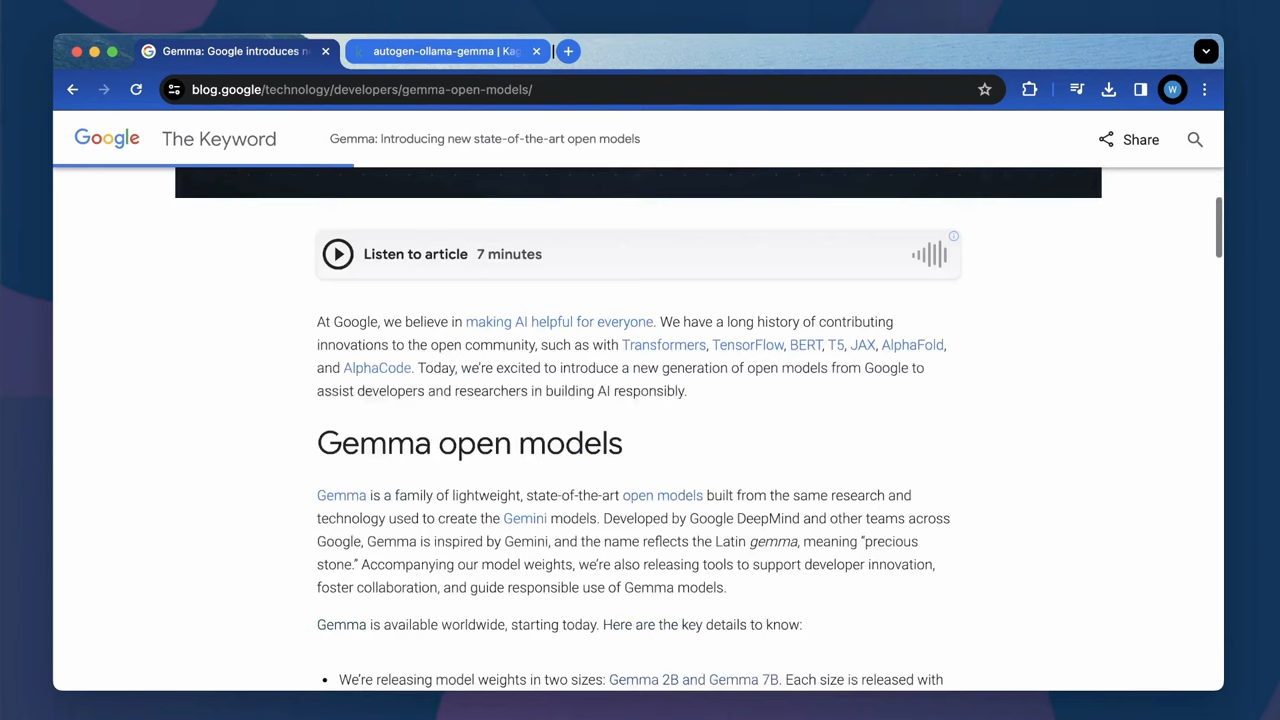 Gemma: Google introduces n
autogen-ollama-gemma | Kag
blog.google/technology/developers/gemma-open-models/
W
Google The Keyword
Gemma: Introducing new state-of-the-art open models
Share
Listen to article 7 minutes
At Google, we believe in making AI helpful for everyone. We have a long history of contributing
innovations to the open community, such as with Transformers, TensorFlow, BERT, T5, JAX, AlphaFold,
and AlphaCode. Today, we’re excited to introduce a new generation of open models from Google to
assist developers and researchers in building AI responsibly.
Gemma open models
Gemma is a family of lightweight, state-of-the-art open models built from the same research and
technology used to create the Gemini models. Developed by Google DeepMind and other teams across
Google, Gemma is inspired by Gemini, and the name reflects the Latin gemma, meaning “precious
stone.” Accompanying our model weights, we’re also releasing tools to support developer innovation,
foster collaboration, and guide responsible use of Gemma models.
Gemma is available worldwide, starting today. Here are the key details to know:
• We’re releasing model weights in two sizes: Gemma 2B and Gemma 7B. Each size is released with